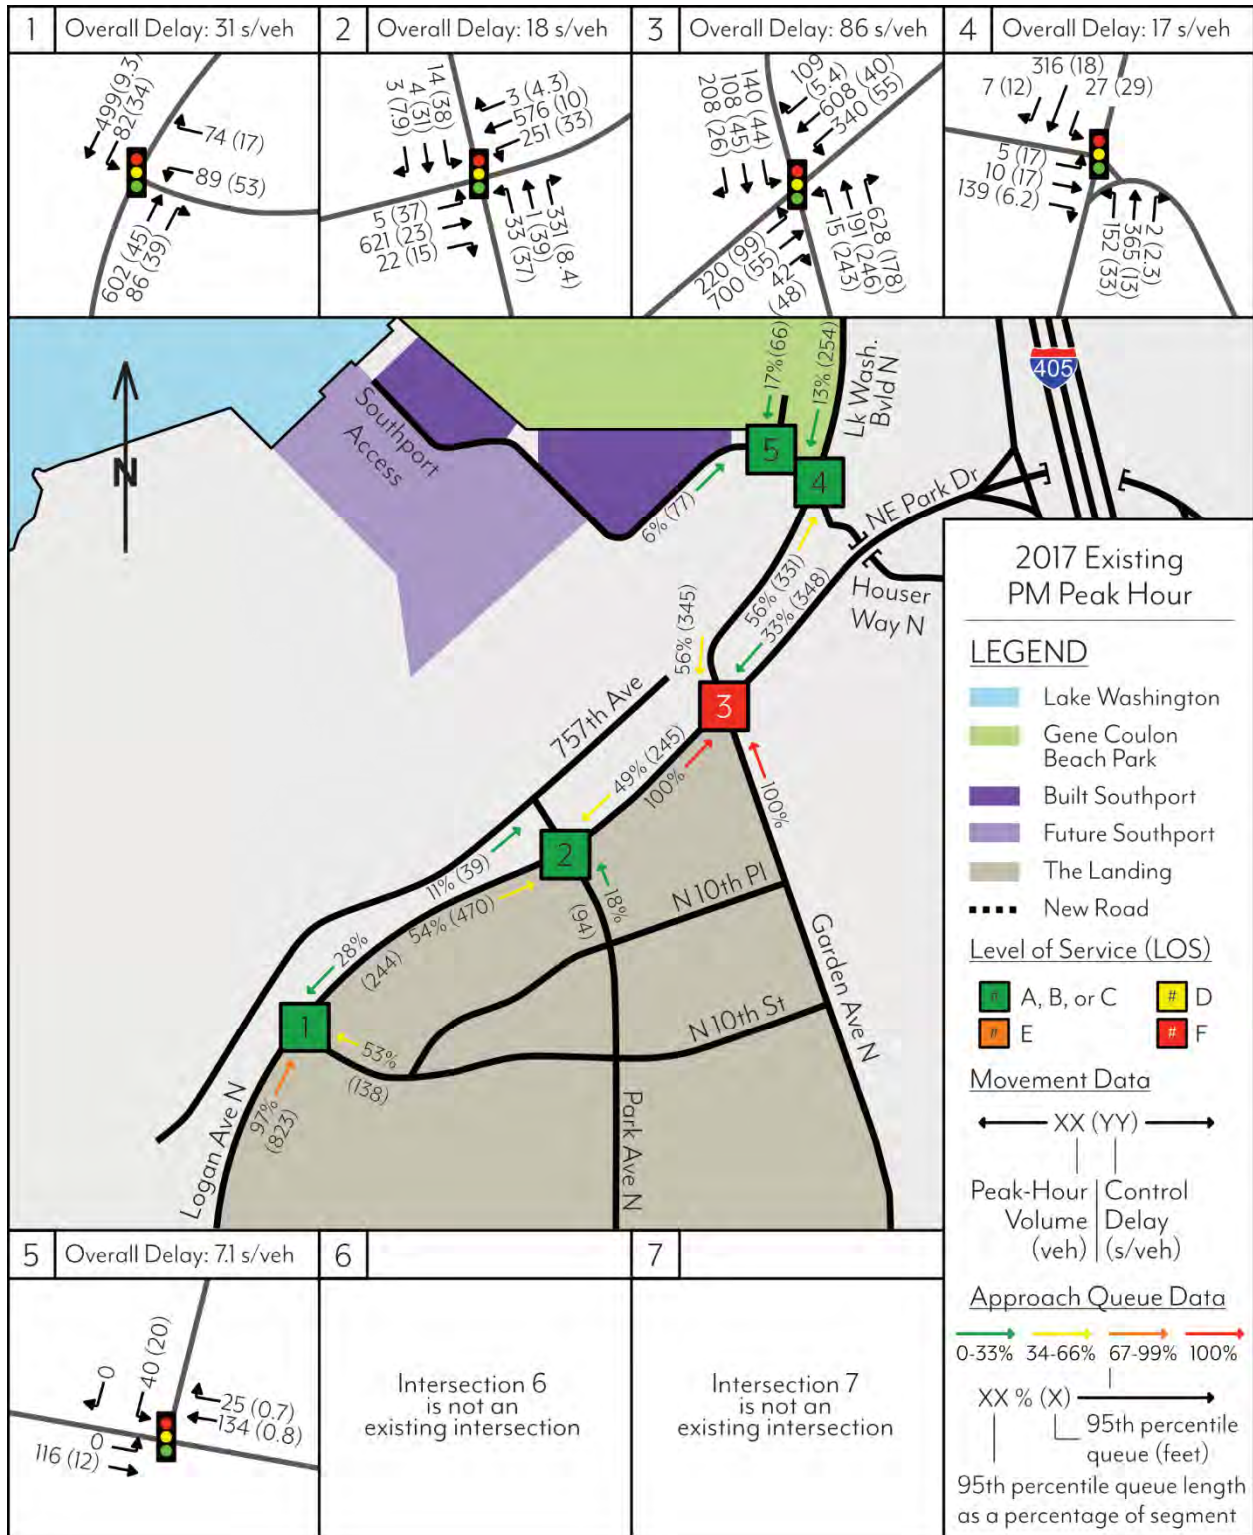 1
Overall Delay: 31 s/veh
2
Overall Delay: 18 s/veh
3
Overall Delay: 86 s/veh
4
Overall Delay: 17 s/veh
499 (9.3)
82 (34)
74 (17)
89 (53)
602 (45)
86 (39)
14 (38)
4 (31)
3 (7.9)
3 (4.3)
576 (10)
251 (33)
5 (37)
621 (23)
22 (15)
33 (37)
1 (39)
331 (8.4)
140 (44)
108 (45)
208 (26)
109
(5.4)
608 (40)
340 (55)
220 (99)
700 (55)
42
(48)
15 (243)
191 (246)
628 (178)
7 (12)
316 (18)
27 (29)
5 (17)
10 (17)
139 (6.2)
152 (33)
365 (13)
2 (2.3)
N
Southport
Access
17% (66)
13% (254)
Lk Wash.
Bvld N
405
5
4
6% (77)
NE Park Dr
56% (331)
33% (348)
Houser
Way N
56% (345)
3
757th Ave
49% (245)
100%
100%
2
11% (39)
54% (470)
18%
(94)
N 10th Pl
28%
(244)
1
53%
(138)
N 10th St
Garden Ave N
97%
(823)
Logan Ave N
Park Ave N
2017 Existing
PM Peak Hour
LEGEND
Lake Washington
Gene Coulon
Beach Park
Built Southport
Future Southport
The Landing
New Road
Level of Service (LOS)
# A, B, or C
# D
# E
# F
Movement Data
XX (YY)
Peak-Hour
Volume
(veh)
Control
Delay
(s/veh)
Approach Queue Data
0-33%
34-66%
67-99%
100%
XX % (X)
95th percentile
queue (feet)
95th percentile queue length
as a percentage of segment
5
Overall Delay: 7.1 s/veh
6
7
0
40 (20)
25 (0.7)
134 (0.8)
0
116 (12)
Intersection 6
is not an
existing intersection
Intersection 7
is not an
existing intersection